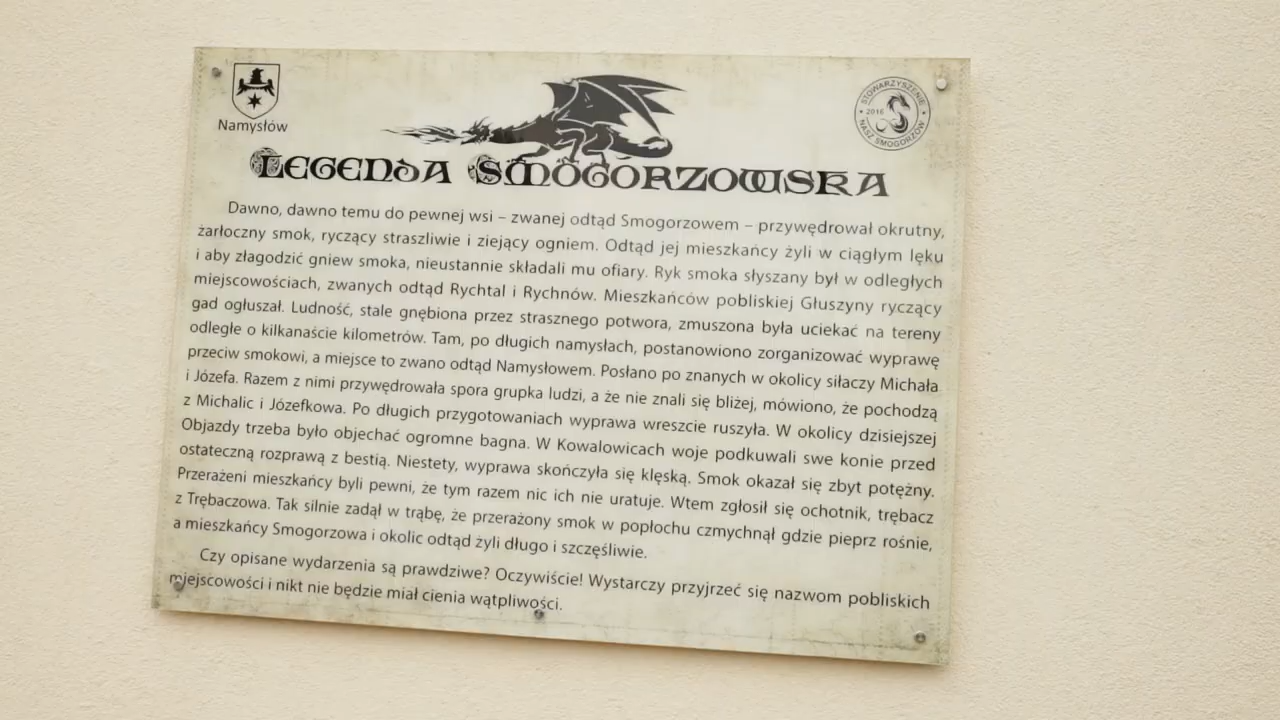 Namysłów
STOWARZYSZENIE
2016
NASZ SMOGORZÓW
LEGENDA SMOGORZOWSKA
Dawno, dawno temu do pewnej wsi – zwanej odtąd Smogorzowem – przywędrował okrutny,
żarłoczny smok, ryczący straszliwie i ziejący ogniem. Odtąd jej mieszkańcy żyli w ciągłym lęku
i aby złagodzić gniew smoka, nieustannie składali mu ofiary. Ryk smoka słyszany był w odległych
miejscowościach, zwanych odtąd Rychtal i Rychnów. Mieszkańców pobliskiej Głuszyny ryczący
gad ogłuszał. Ludność, stale gnębiona przez strasznego potwora, zmuszona była uciekać na tereny
odległe o kilkanaście kilometrów. Tam, po długich namysłach, postanowiono zorganizować wyprawę
przeciw smokowi, a miejsce to zwano odtąd Namysłowem. Posłano po znanych w okolicy siłaczy Michała
i Józefa. Razem z nimi przywędrowała spora grupka ludzi, a że nie znali się bliżej, mówiono, że pochodzą
z Michalic i Józefkowa. Po długich przygotowaniach wyprawa wreszcie ruszyła. W okolicy dzisiejszej
Objazdy trzeba było objechać ogromne bagna. W Kowalowicach woje podkuwali swe konie przed
ostateczną rozprawą z bestią. Niestety, wyprawa skończyła się klęską. Smok okazał się zbyt potężny.
Przerażeni mieszkańcy byli pewni, że tym razem nic ich nie uratuje. Wtem zgłosił się ochotnik, trębacz
z Trębaczowa. Tak silnie zadął w trąbę, że przerażony smok w popłochu czmychnął gdzie pieprz rośnie,
a mieszkańcy Smogorzowa i okolic odtąd żyli długo i szczęśliwie.
Czy opisane wydarzenia są prawdziwe? Oczywiście! Wystarczy przyjrzeć się nazwom pobliskich
miejscowości i nikt nie będzie miał cienia wątpliwości.